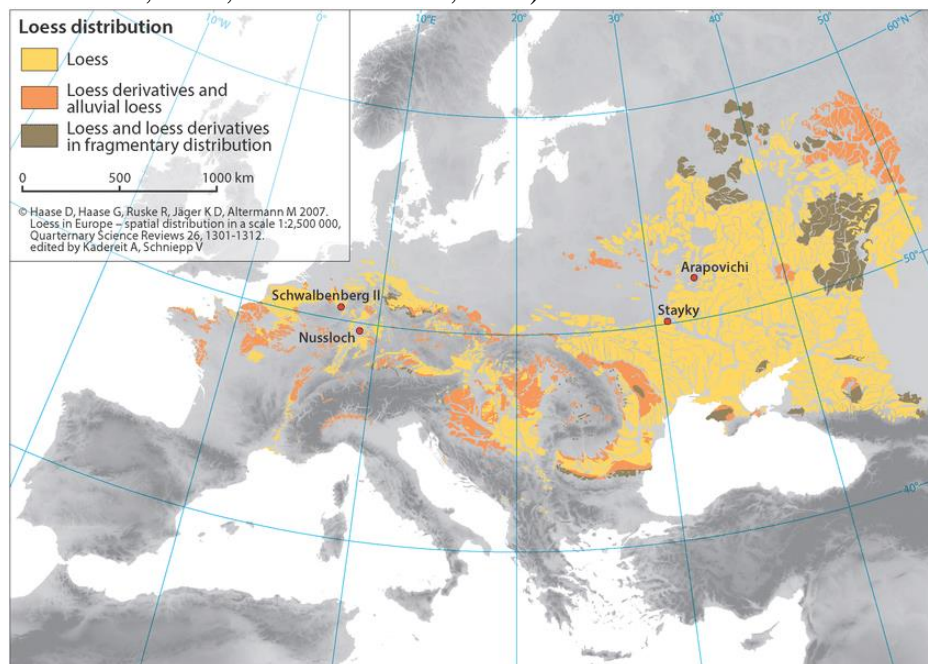 10°W
0°
10°E
20°
30°
40°
50°
60°N
Loess distribution
Loess
Loess derivatives and
alluvial loess
Loess and loess derivatives
in fragmentary distribution
0 500 1000 km
© Haase D, Haase G, Ruske R, Jäger K D, Altermann M 2007.
Loess in Europe – spatial distribution in a scale 1:2,500 000,
Quarternary Science Reviews 26, 1301-1312.
edited by Kadereit A, Schniepp V
50°
Arapovichi
Schwalbenberg II
Stayky
Nussloch
40°